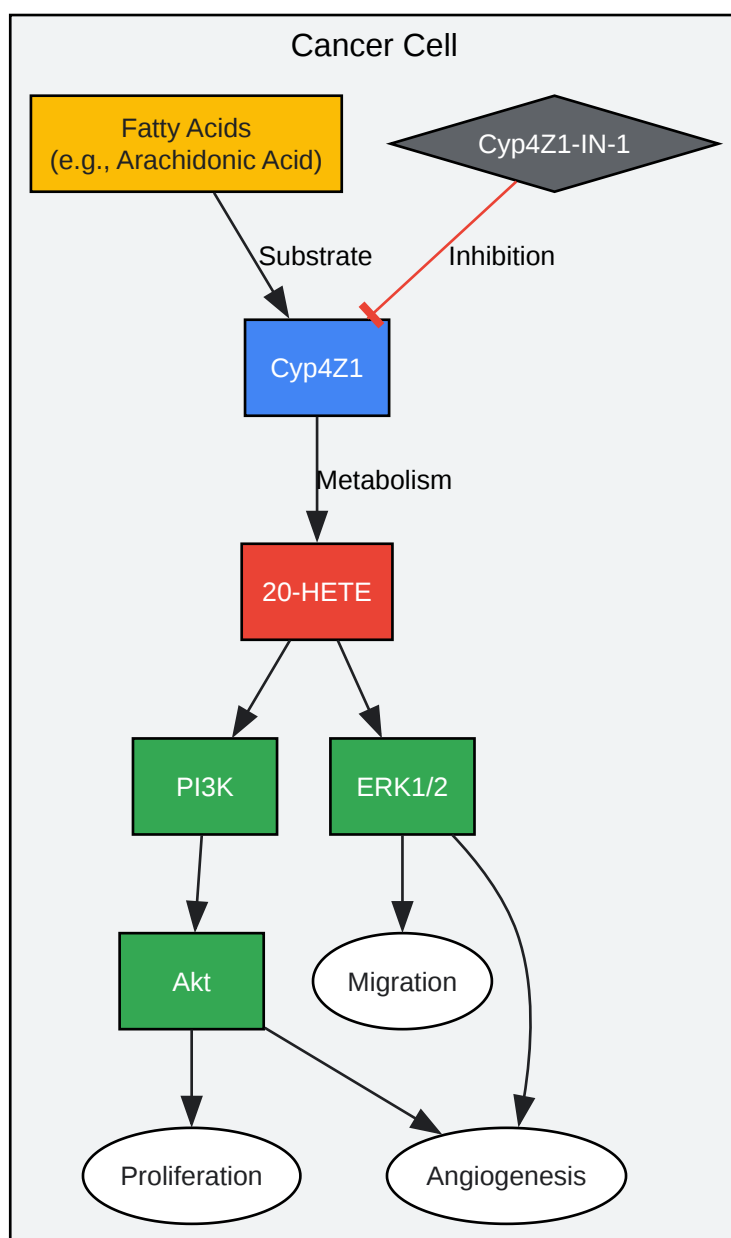 Cancer Cell
Fatty Acids
(e.g., Arachidonic Acid)
Cyp4Z1-IN-1
Substrate
Inhibition
Cyp4Z1
Metabolism
20-HETE
PI3K
ERK1/2
Akt
Migration
Proliferation
Angiogenesis